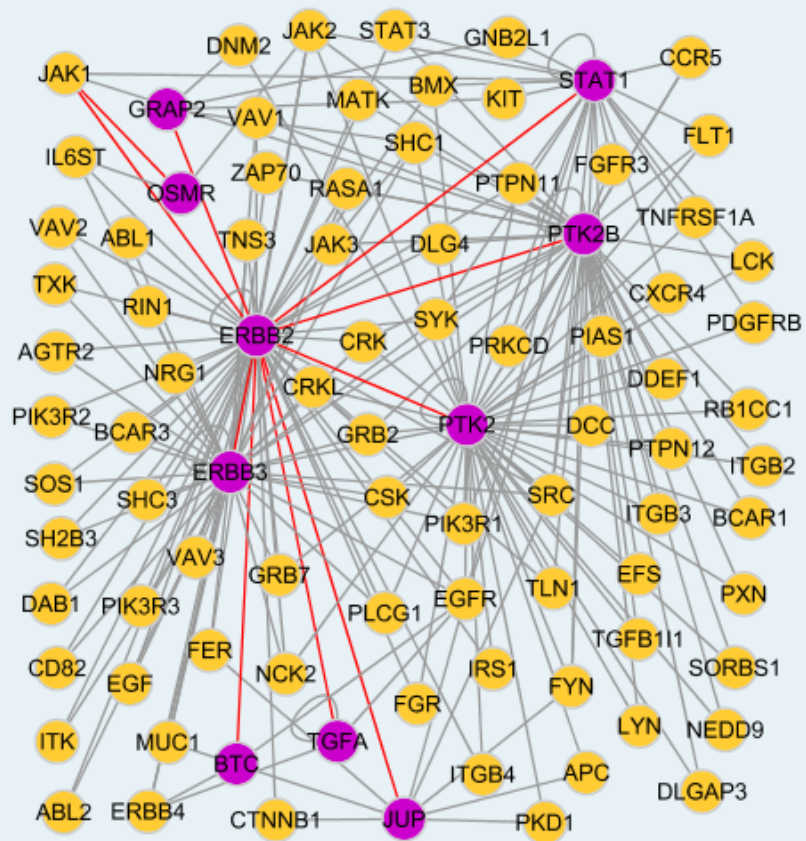 JAK2
STAT3
DNM2
GNB2L1
CCR5
JAK1
STAT1
BMX
GRAP2
MATK
KIT
VAV1
FLT1
SHC1
IL6ST
FGFR3
ZAP70
RASA1
PTPN11
OSMR
TNFRSF1A
VAV2
ABL1
TNS3
PTK2B
JAK3
DLG4
LCK
TXK
CXCR4
RIN1
SYK
PDGFRB
ERBB2
CRK
PRKCD
PIAS1
AGTR2
NRG1
DDEF1
CRKL
RB1CC1
PIK3R2
BCAR3
PTK2
DCC
GRB2
PTPN12
ITGB2
ERBB3
SOS1
SHC3
CSK
SRC
BCAR1
PIK3R1
ITGB3
SH2B3
VAV3
GRB7
EFS
TLN1
PXN
DAB1
PIK3R3
PLCG1
EGFR
TGFB1I1
FER
CD82
EGF
NCK2
IRS1
SORBS1
FYN
FGR
ITK
MUC1
TGFA
LYN
NEDD9
BTC
ITGB4
APC
DLGAP3
ABL2
ERBB4
CTNNB1
JUP
PKD1